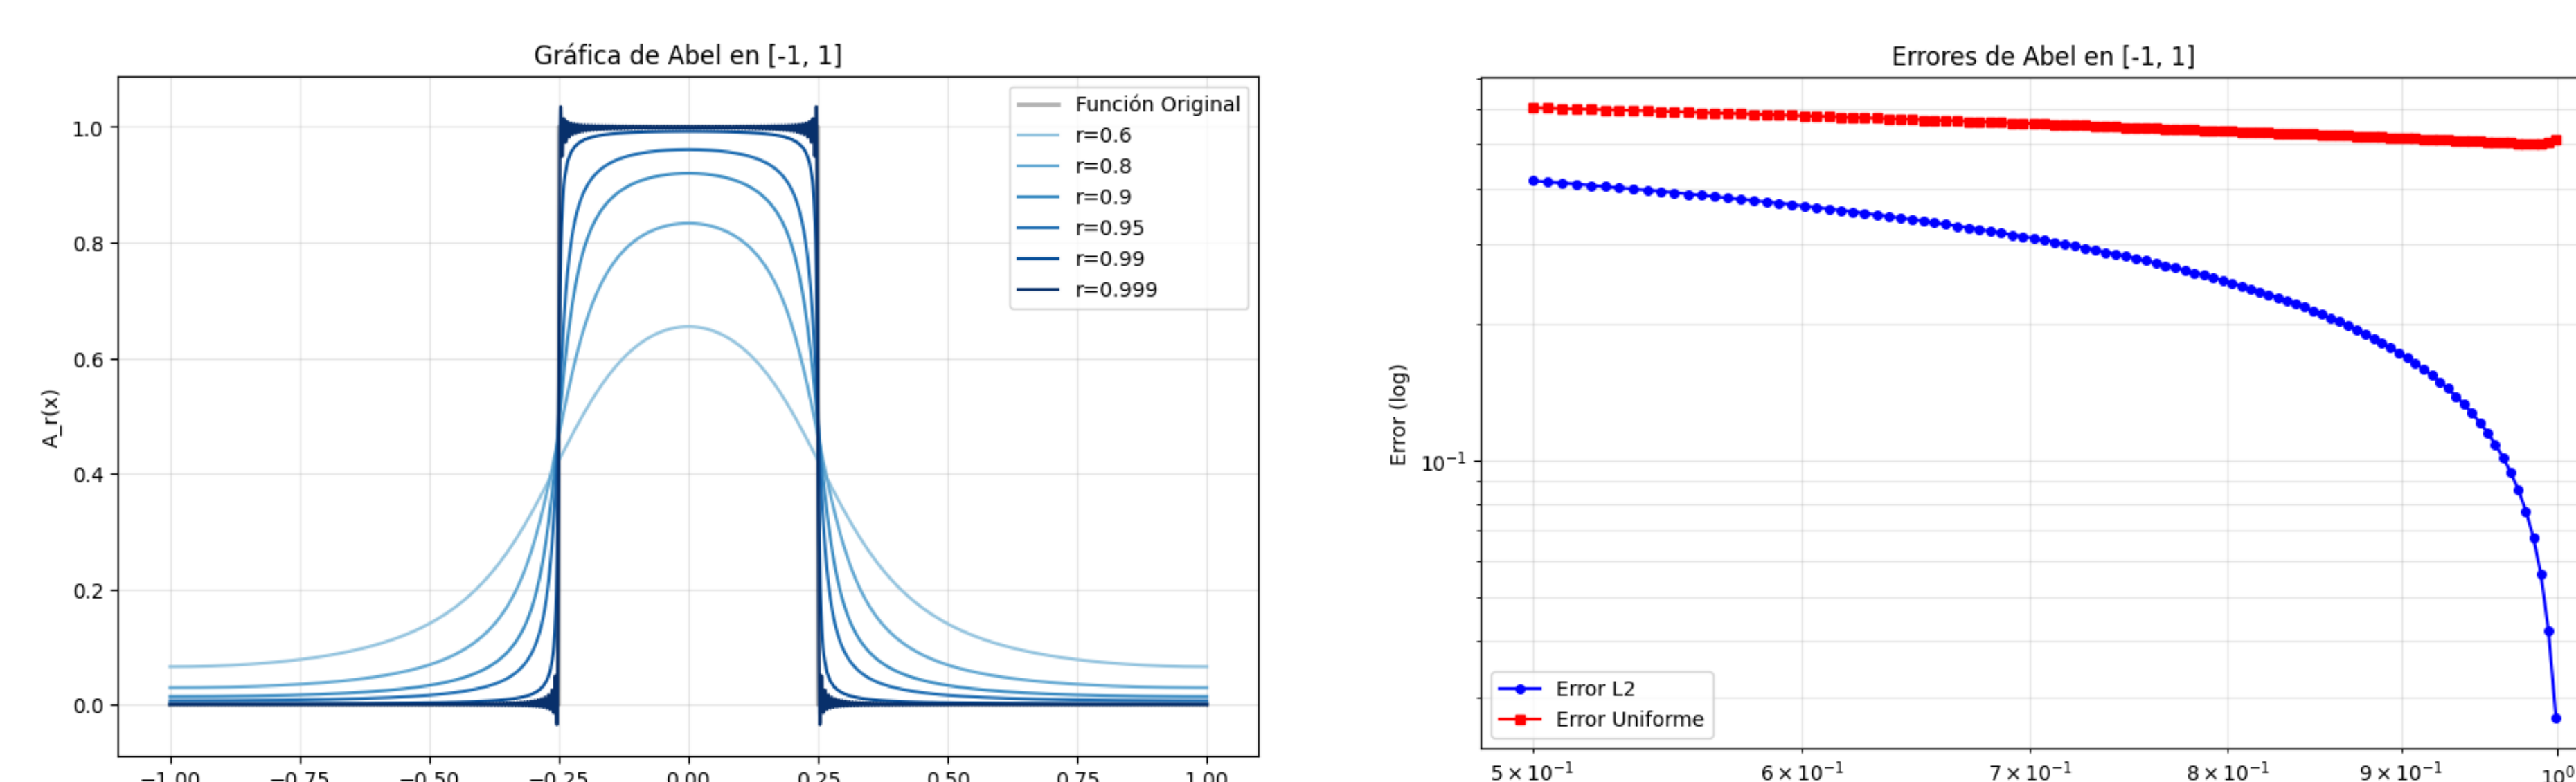 Gráfica de Abel en [-1, 1]
A_r(x)
1.0
0.8
0.6
0.4
0.2
0.0
−1.00 −0.75 −0.50 −0.25 0.00 0.25 0.50 0.75 1.00
Función Original
r=0.6
r=0.8
r=0.9
r=0.95
r=0.99
r=0.999
Errores de Abel en [-1, 1]
Error (log)
10⁻¹
5 × 10⁻¹ 6 × 10⁻¹ 7 × 10⁻¹ 8 × 10⁻¹ 9 × 10⁻¹ 10⁰
Error L2
Error Uniforme